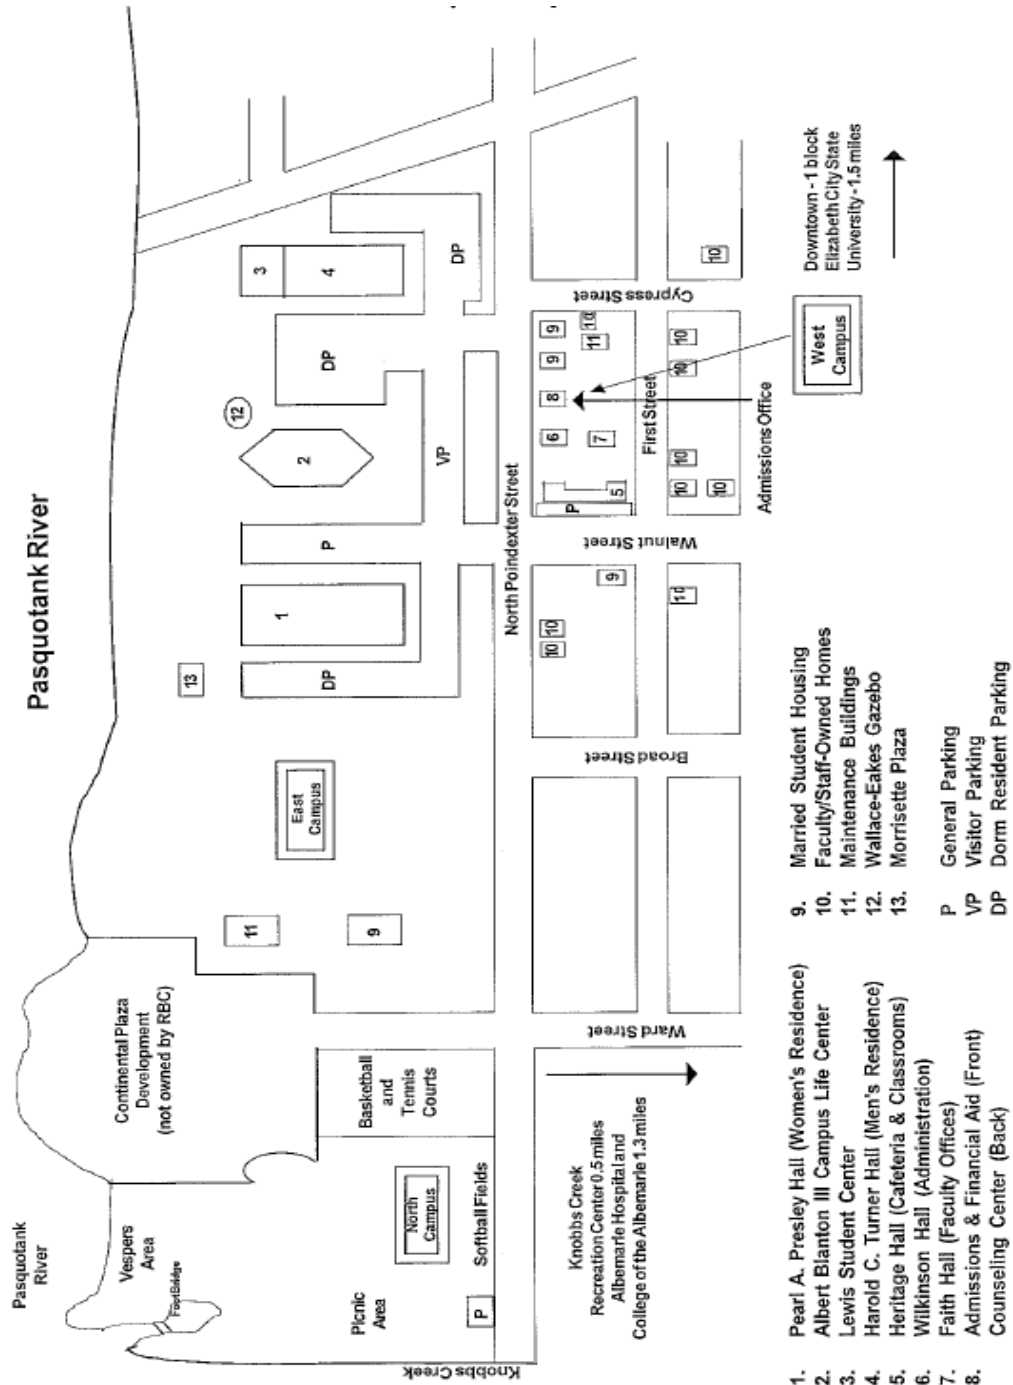 Pasquotank River
Pasquotank
River
Vespers
Area
FootBridge
Knobbs Creek
Picnic
Area
P
Softball Fields
North
Campus
Continental Plaza
Development
(not owned by RBC)
Basketball
and
Tennis
Courts
11
9
East
Campus
13
DP
1
P
2
12
DP
VP
3
4
DP
North Poindexter Street
Ward Street
Broad Street
Walnut Street
Cypress Street
First Street
10
10
9
10
P
5
6
7
8
9
9
11
10
10
10
10
10
10
10
Admissions Office
West
Campus
Downtown - 1 block
Elizabeth City State
University - 1.5 miles
Knobbs Creek
Recreation Center 0.5 miles
Albemarle Hospital and
College of the Albemarle 1.3 miles
1. Pearl A. Presley Hall (Women's Residence)
2. Albert Blanton III Campus Life Center
3. Lewis Student Center
4. Harold C. Turner Hall (Men's Residence)
5. Heritage Hall (Cafeteria & Classrooms)
6. Wilkinson Hall (Administration)
7. Faith Hall (Faculty Offices)
8. Admissions & Financial Aid (Front)
Counseling Center (Back)
9. Married Student Housing
10. Faculty/Staff-Owned Homes
11. Maintenance Buildings
12. Wallace-Eakes Gazebo
13. Morrisette Plaza
P General Parking
VP Visitor Parking
DP Dorm Resident Parking